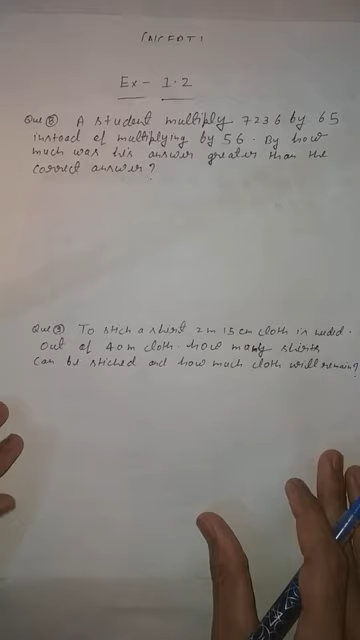 Ex - 1.2
Que ⑧ A student multiply 7236 by 65
instead of multiplying by 56. By how
much was his answer greater than the
correct answer?
Que ⑨ To stich a shirt 2m 15 cm cloth is needed.
Out of 40m cloth. how many shirts
can be stiched and how much cloth will remain?